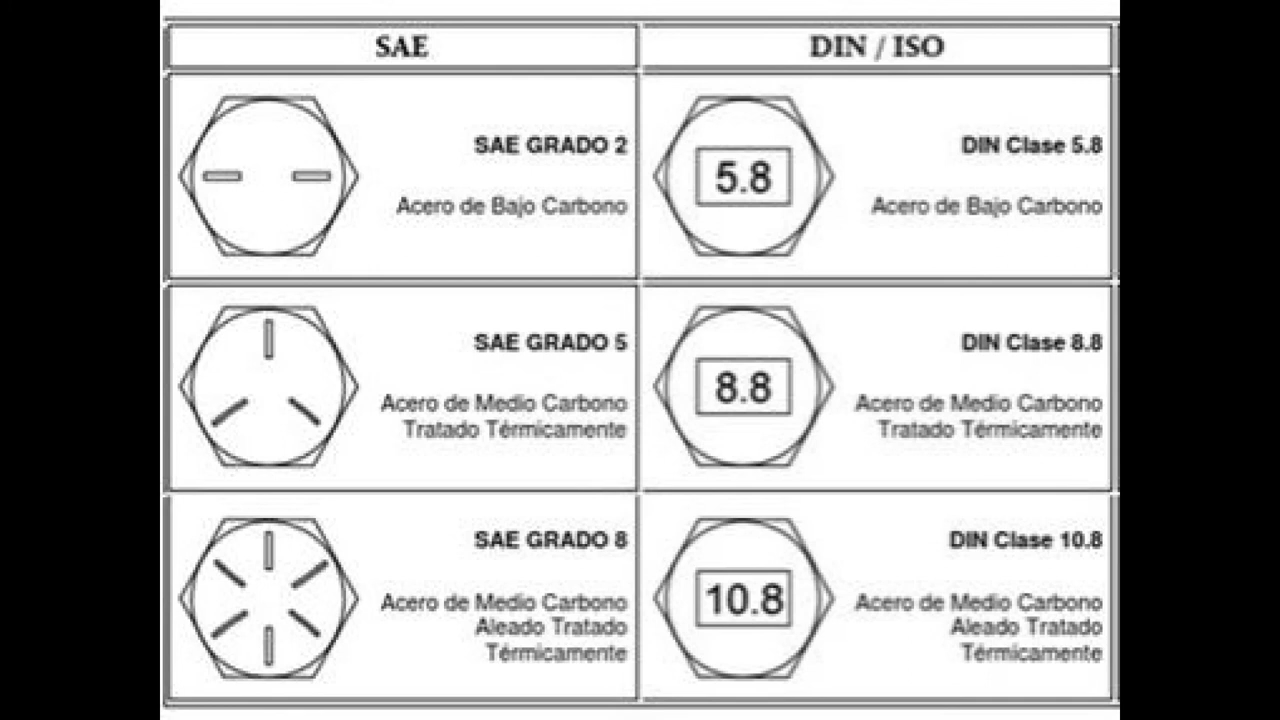 SAE
DIN / ISO
SAE GRADO 2
Acero de Bajo Carbono
5.8
DIN Clase 5.8
Acero de Bajo Carbono
SAE GRADO 5
Acero de Medio Carbono
Tratado Térmicamente
8.8
DIN Clase 8.8
Acero de Medio Carbono
Tratado Térmicamente
SAE GRADO 8
Acero de Medio Carbono
Aleado Tratado
Térmicamente
10.8
DIN Clase 10.8
Acero de Medio Carbono
Aleado Tratado
Térmicamente